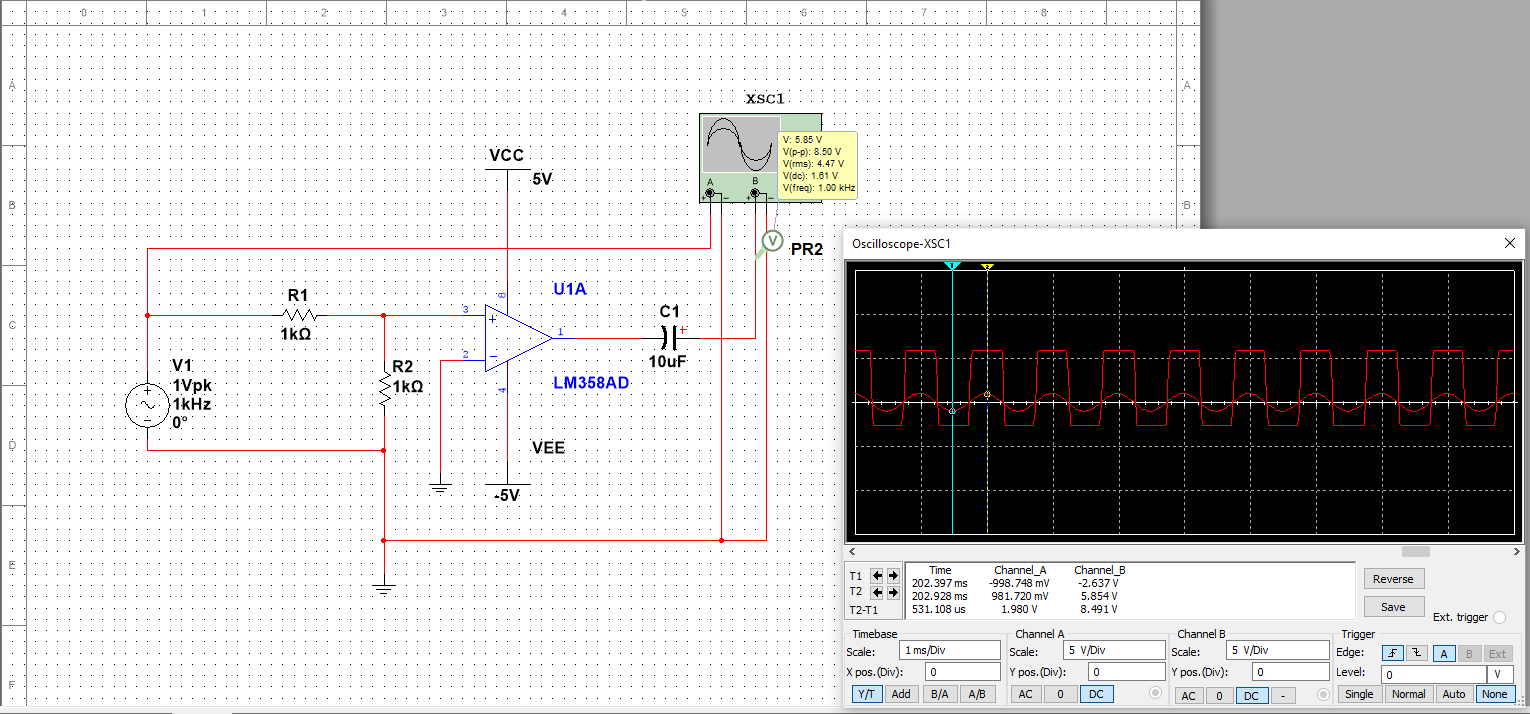 0 1 2 3 4 5 6 7 8
A A
XSC1
V: 5.85 V
V(p-p): 8.50 V
V(rms): 4.47 V
V(dc): 1.61 V
V(freq): 1.00 kHz
VCC
5V
A B
+ − + −
B B
V
PR2
Oscilloscope-XSC1
1 2
U1A
R1
1kΩ
8
3
+
C
C1
+
1
10uF
2
−
V1
1Vpk
1kHz
0°
+
−
R2
1kΩ
4
LM358AD
D
VEE
-5V
E
F
T1
T2
T2-T1
Time Channel_A Channel_B
202.397 ms -998.748 mV -2.637 V
202.928 ms 981.720 mV 5.854 V
531.108 us 1.980 V 8.491 V
Reverse
Save
Ext. trigger
Timebase
Scale: 1 ms/Div
X pos.(Div): 0
Y/T Add B/A A/B
Channel A
Scale: 5 V/Div
Y pos.(Div): 0
AC 0 DC
Channel B
Scale: 5 V/Div
Y pos.(Div): 0
AC 0 DC -
Trigger
Edge: A B Ext
Level: 0 V
Single Normal Auto None